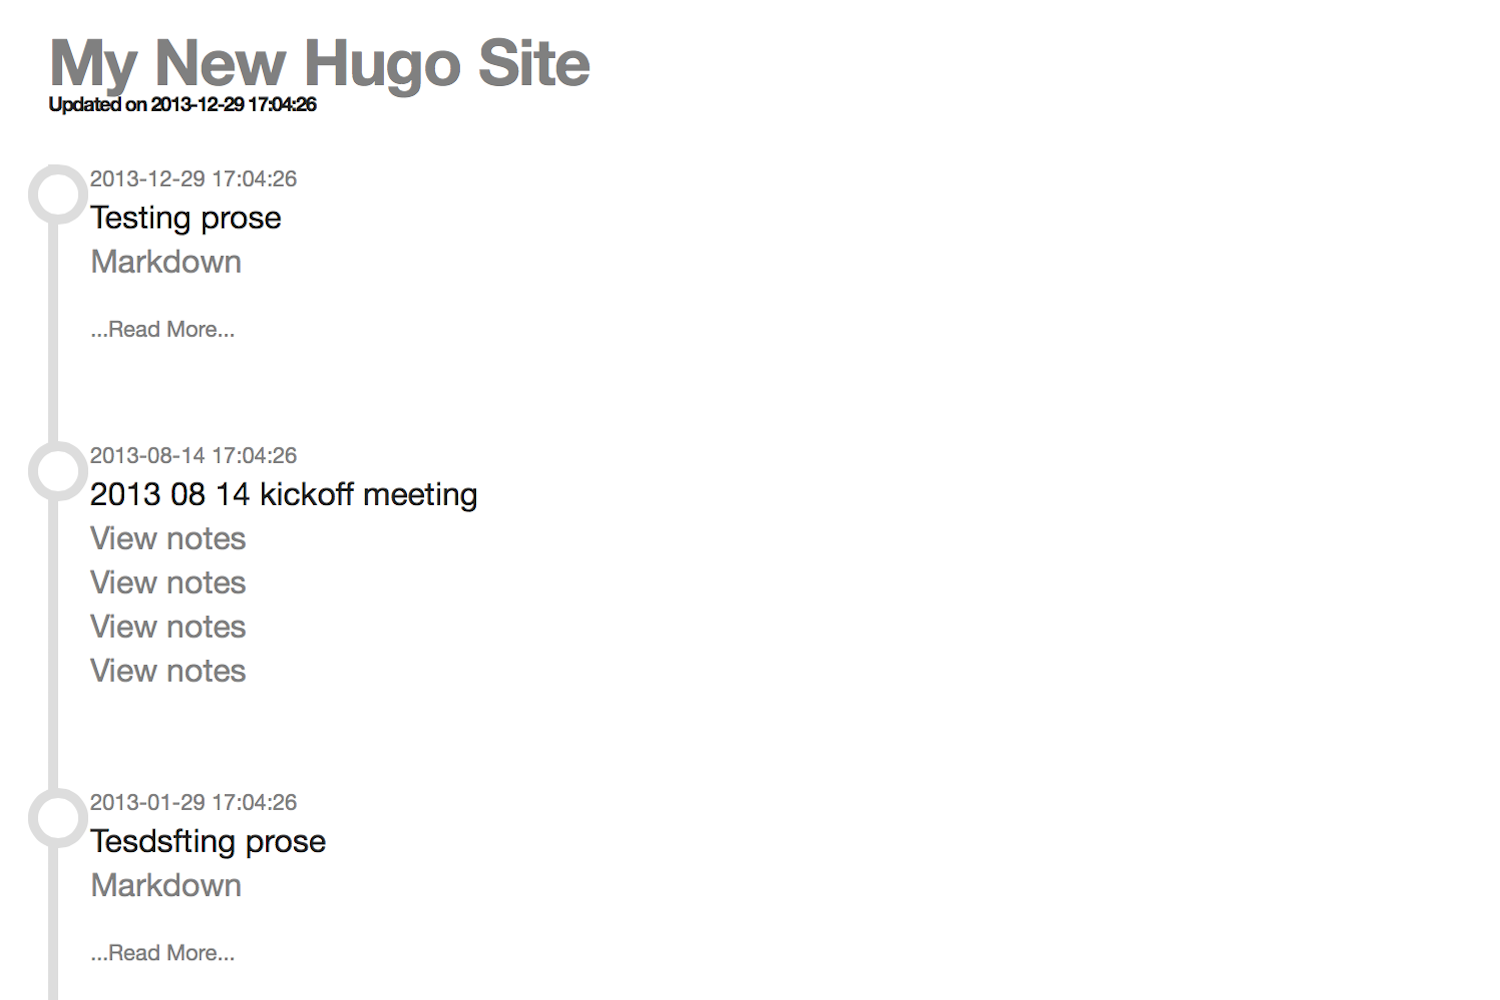 My New Hugo Site
Updated on 2013-12-29 17:04:26
2013-12-29 17:04:26
Testing prose
Markdown
...Read More...
2013-08-14 17:04:26
2013 08 14 kickoff meeting
View notes
View notes
View notes
View notes
2013-01-29 17:04:26
Tesdsfting prose
Markdown
...Read More...